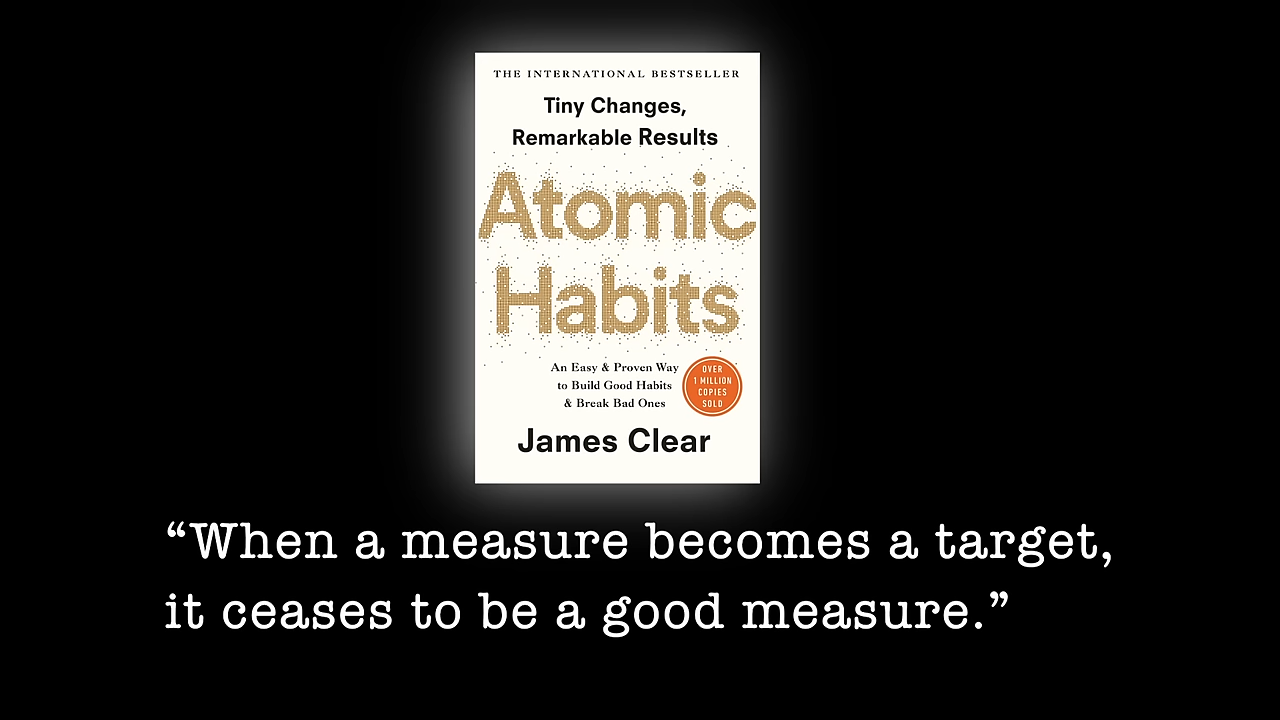 THE INTERNATIONAL BESTSELLER
Tiny Changes,
Remarkable Results
Atomic
Habits
An Easy & Proven Way
to Build Good Habits
& Break Bad Ones
OVER
1 MILLION
COPIES
SOLD
James Clear
“When a measure becomes a target,
it ceases to be a good measure.”